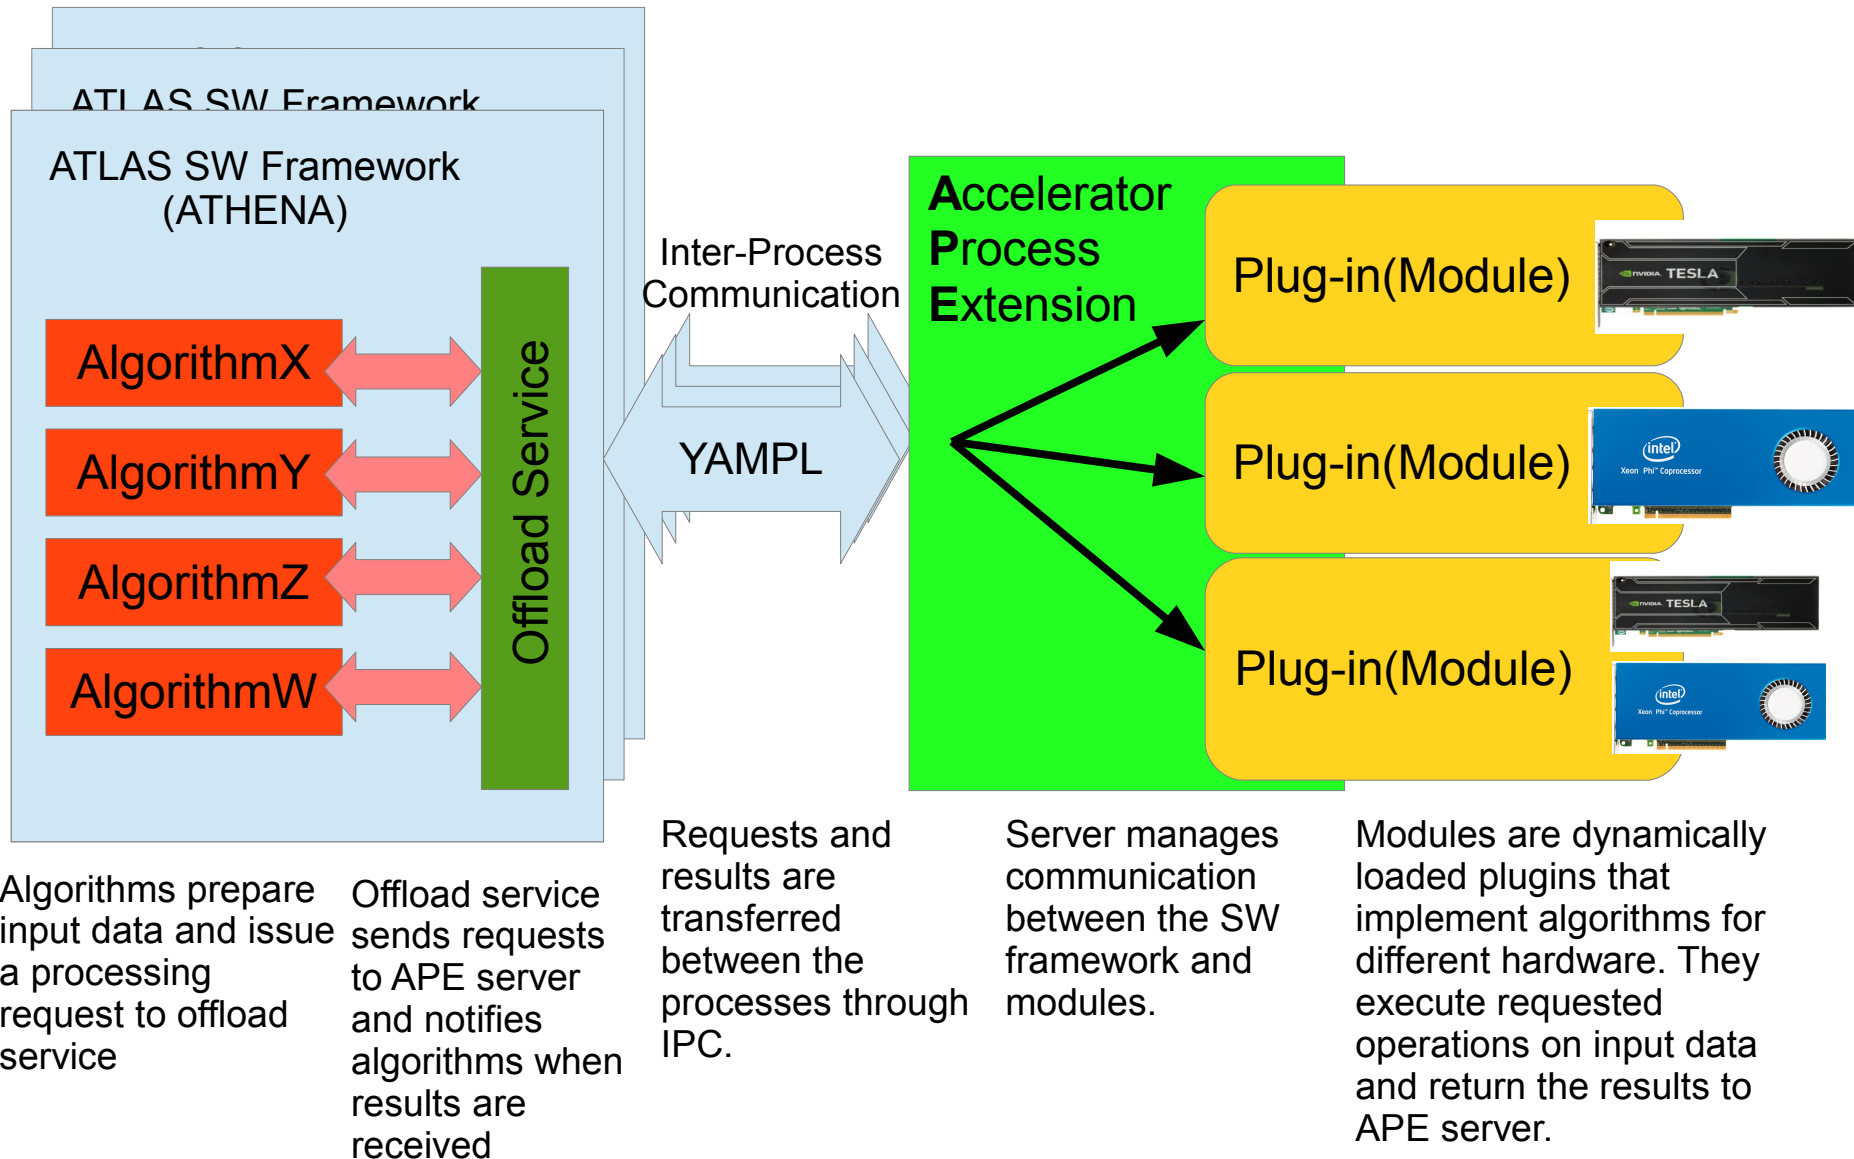 ATLAS SW Framework
ATLAS SW Framework
(ATHENA)
AlgorithmX
AlgorithmY
AlgorithmZ
AlgorithmW
Offload Service
Inter-Process
Communication
YAMPL
Accelerator
Process
Extension
Plug-in(Module)
NVIDIA. TESLA
Plug-in(Module)
(intel)
Xeon Phi™ Coprocessor
Plug-in(Module)
NVIDIA. TESLA
(intel)
Xeon Phi™ Coprocessor
Algorithms prepare
input data and issue
a processing
request to offload
service
Offload service
sends requests
to APE server
and notifies
algorithms when
results are
received
Requests and
results are
transferred
between the
processes through
IPC.
Server manages
communication
between the SW
framework and
modules.
Modules are dynamically
loaded plugins that
implement algorithms for
different hardware. They
execute requested
operations on input data
and return the results to
APE server.